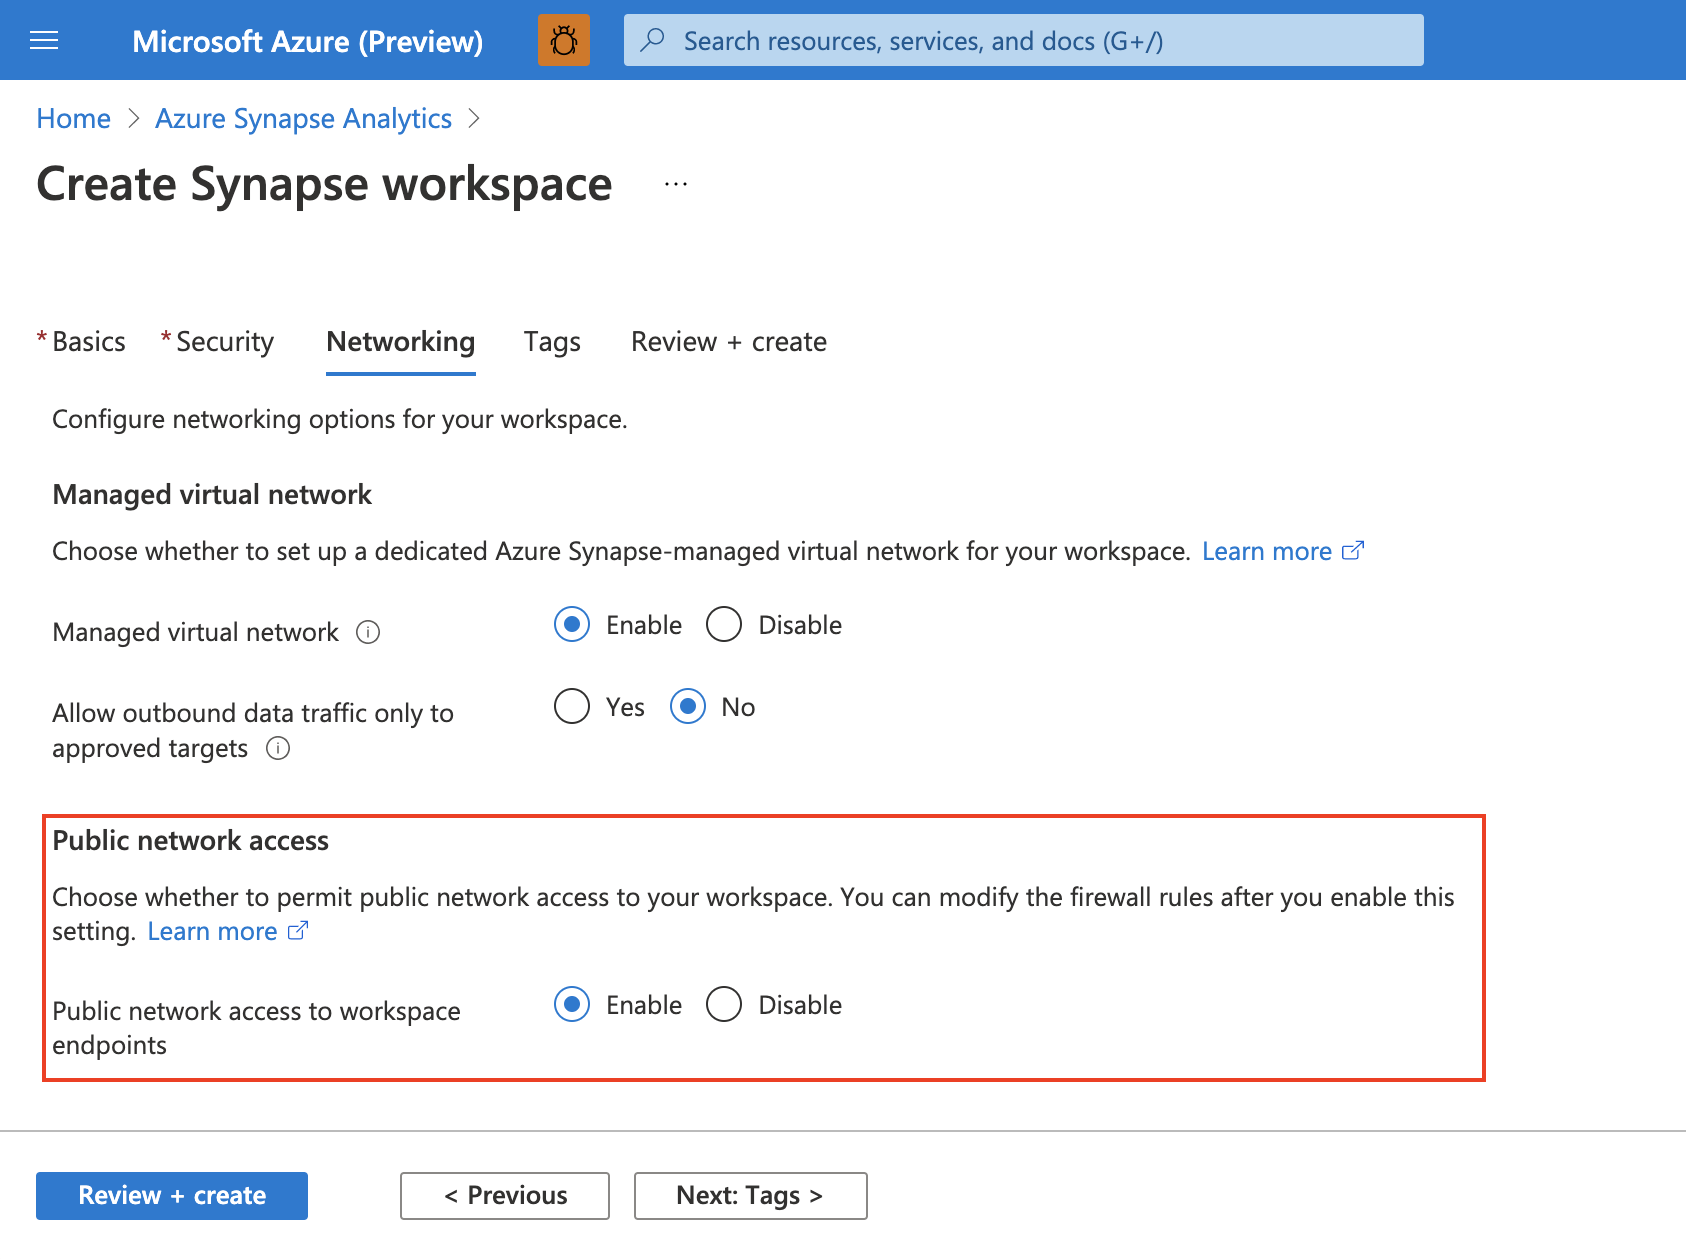 Microsoft Azure (Preview)
Search resources, services, and docs (G+/)
Home > Azure Synapse Analytics >
Create Synapse workspace ...
* Basics * Security Networking Tags Review + create
Configure networking options for your workspace.
Managed virtual network
Choose whether to set up a dedicated Azure Synapse-managed virtual network for your workspace. Learn more
Managed virtual network Enable Disable
Allow outbound data traffic only to
approved targets
Yes No
Public network access
Choose whether to permit public network access to your workspace. You can modify the firewall rules after you enable this
setting. Learn more
Public network access to workspace
endpoints
Enable Disable
Review + create < Previous Next: Tags >